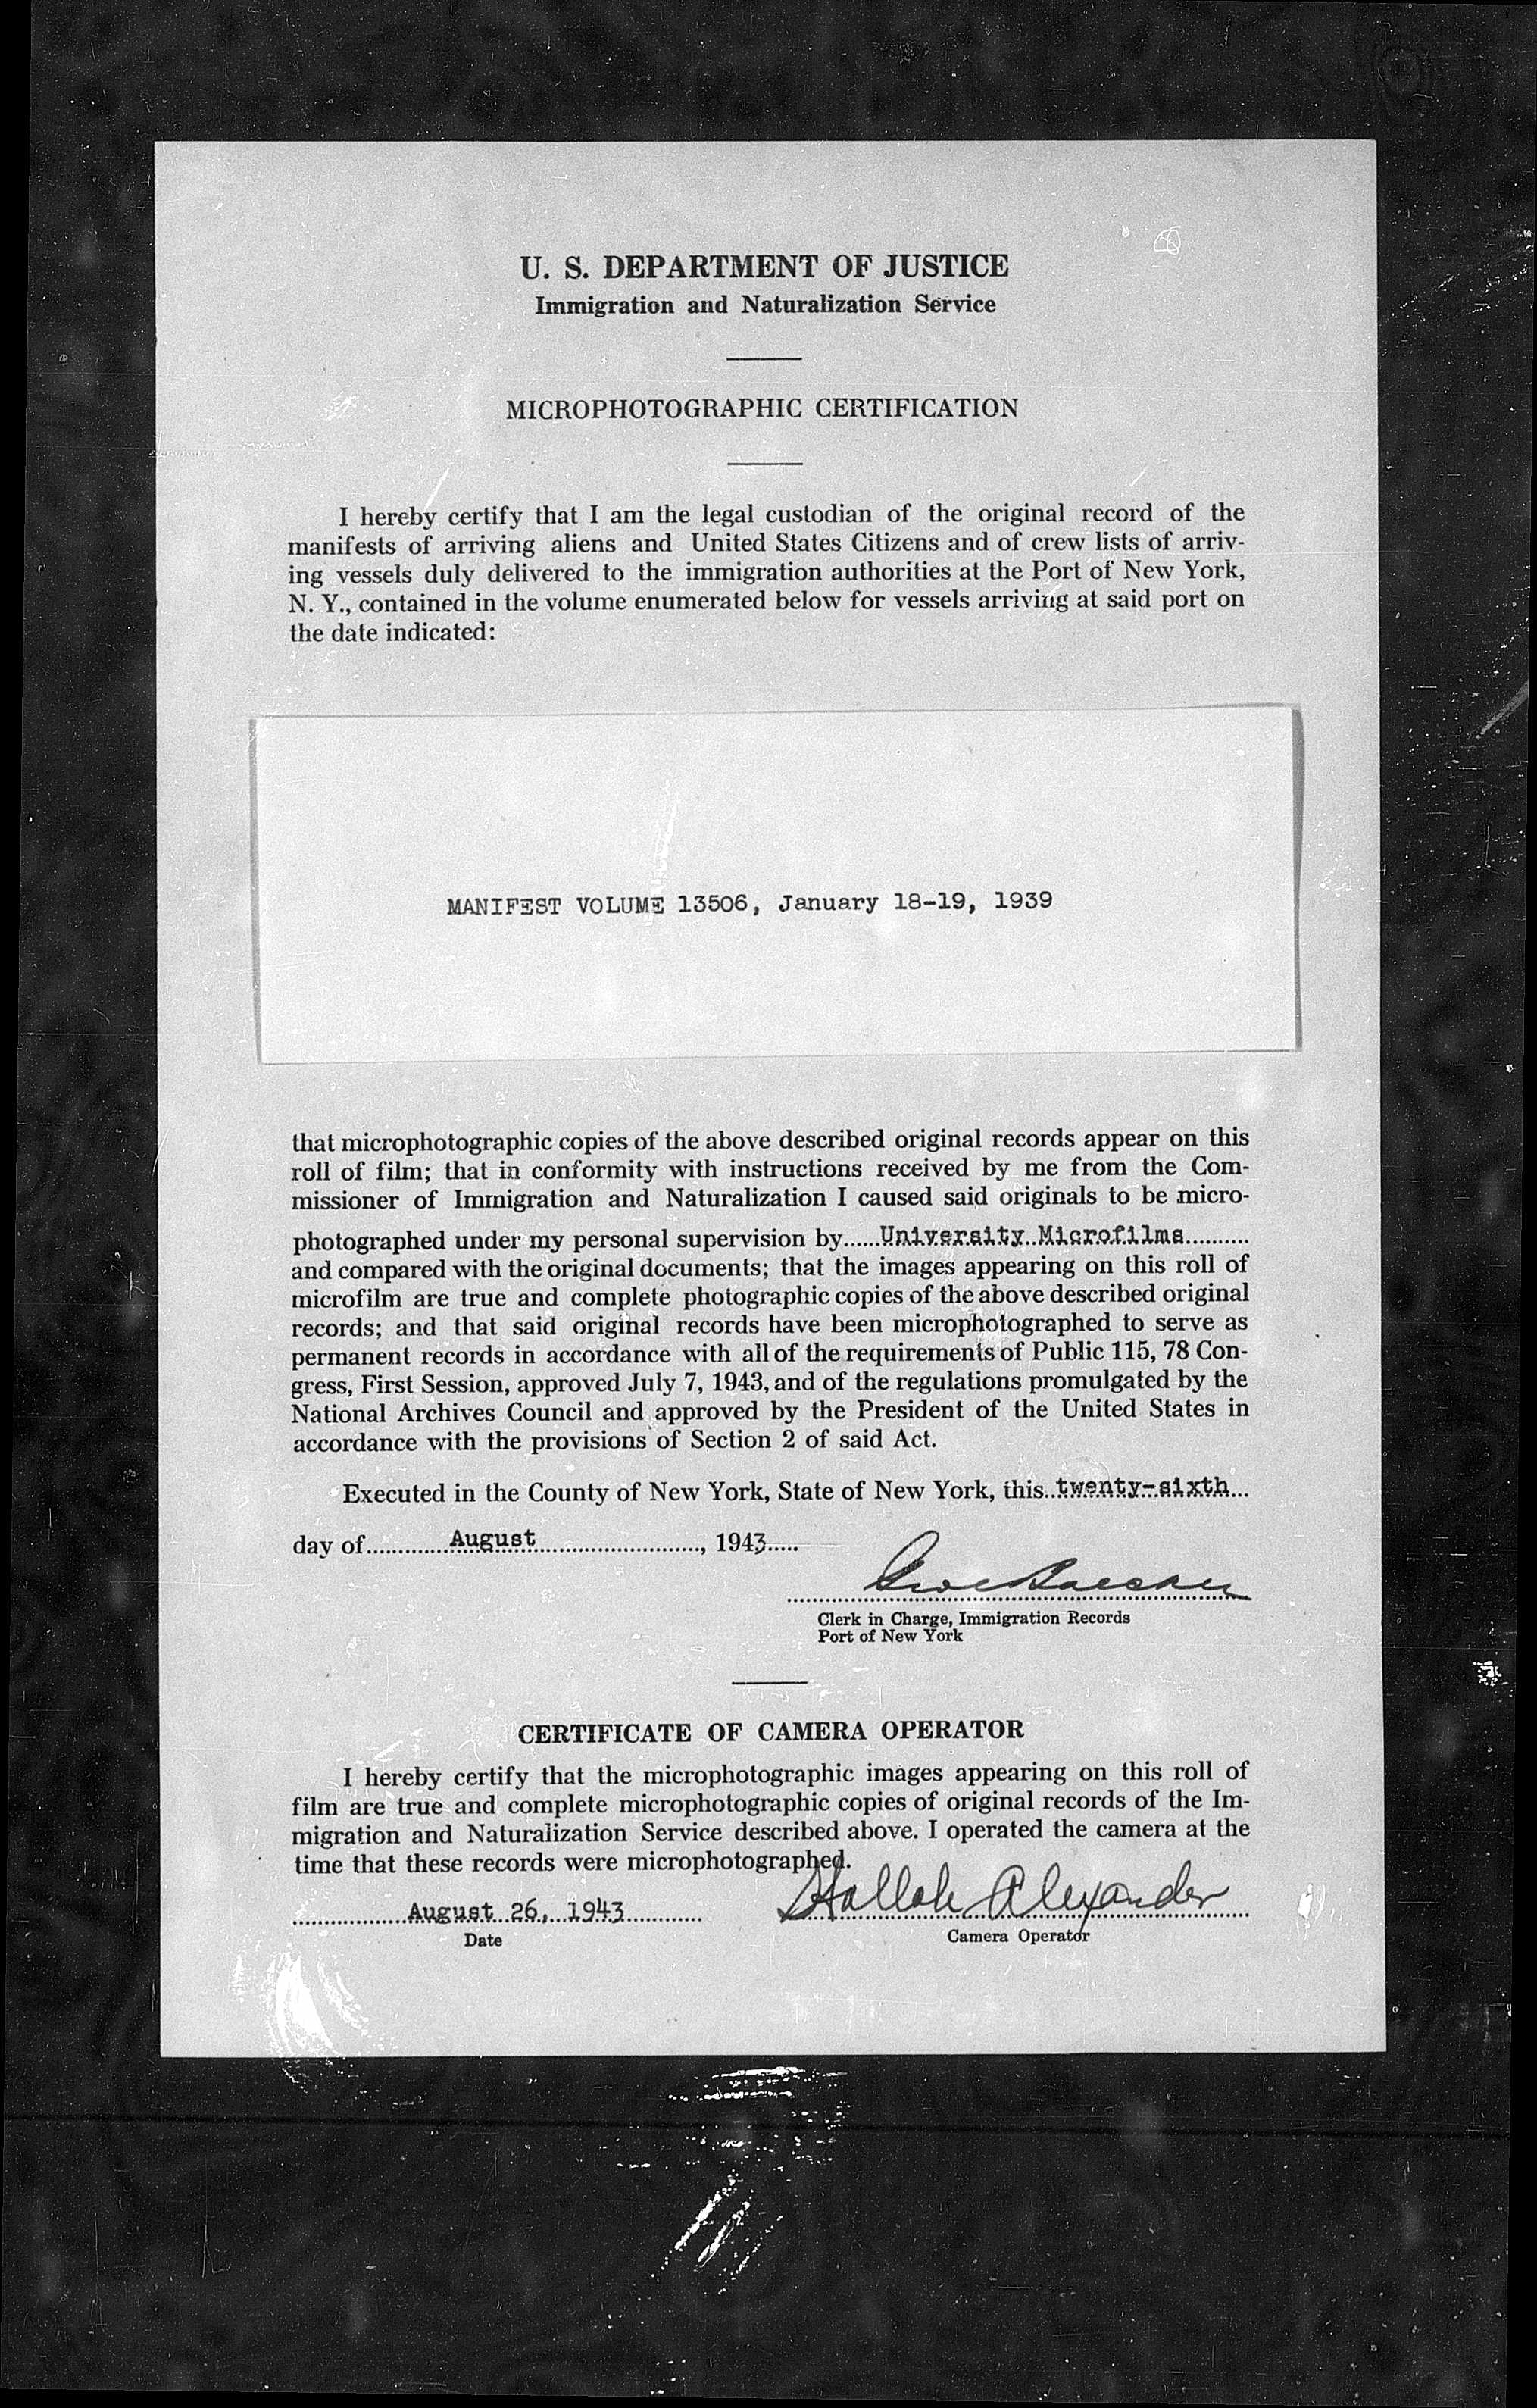 U. S. DEPARTMENT OF JUSTICE
Immigration and Naturalization Service
MICROPHOTOGRAPHIC CERTIFICATION
I hereby certify that I am the legal custodian of the original record of the
manifests of arriving aliens and United States Citizens and of crew lists of arriv-
ing vessels duly delivered to the immigration authorities at the Port of New York,
N. Y., contained in the volume enumerated below for vessels arriving at said port on
the date indicated:
MANIFEST VOLUME 13506, January 18-19, 1939
that microphotographic copies of the above described original records appear on this
roll of film; that in conformity with instructions received by me from the Com-
missioner of Immigration and Naturalization I caused said originals to be micro-
photographed under my personal supervision by......University Microfilms..........
and compared with the original documents; that the images appearing on this roll of
microfilm are true and complete photographic copies of the above described original
records; and that said original records have been microphotographed to serve as
permanent records in accordance with all of the requirements of Public 115, 78 Con-
gress, First Session, approved July 7, 1943, and of the regulations promulgated by the
National Archives Council and approved by the President of the United States in
accordance with the provisions of Section 2 of said Act.
Executed in the County of New York, State of New York, this..twenty-sixth...
day of.............August..........................., 1943.....
Clerk in Charge, Immigration Records
Port of New York
CERTIFICATE OF CAMERA OPERATOR
I hereby certify that the microphotographic images appearing on this roll of
film are true and complete microphotographic copies of original records of the Im-
migration and Naturalization Service described above. I operated the camera at the
time that these records were microphotographed.
August 26, 1943 Alexander
Date
Camera Operator